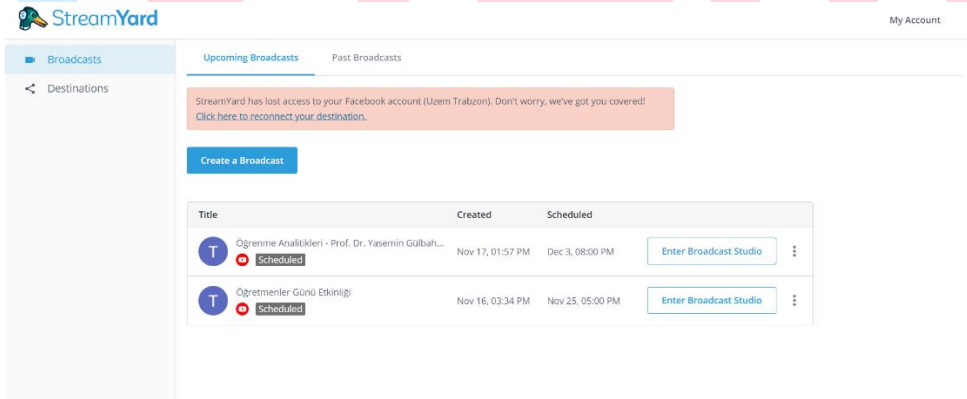 StreamYard
My Account
Broadcasts
Destinations
Upcoming Broadcasts Past Broadcasts
StreamYard has lost access to your Facebook account (Uzem Trabzon). Don't worry, we've got you covered!
Click here to reconnect your destination.
Create a Broadcast
Title Created Scheduled
T
Öğrenme Analitikleri - Prof. Dr. Yasemin Gülbah...
Scheduled
Nov 17, 01:57 PM Dec 3, 08:00 PM Enter Broadcast Studio
T
Öğretmenler Günü Etkinliği
Scheduled
Nov 16, 03:34 PM Nov 25, 05:00 PM Enter Broadcast Studio